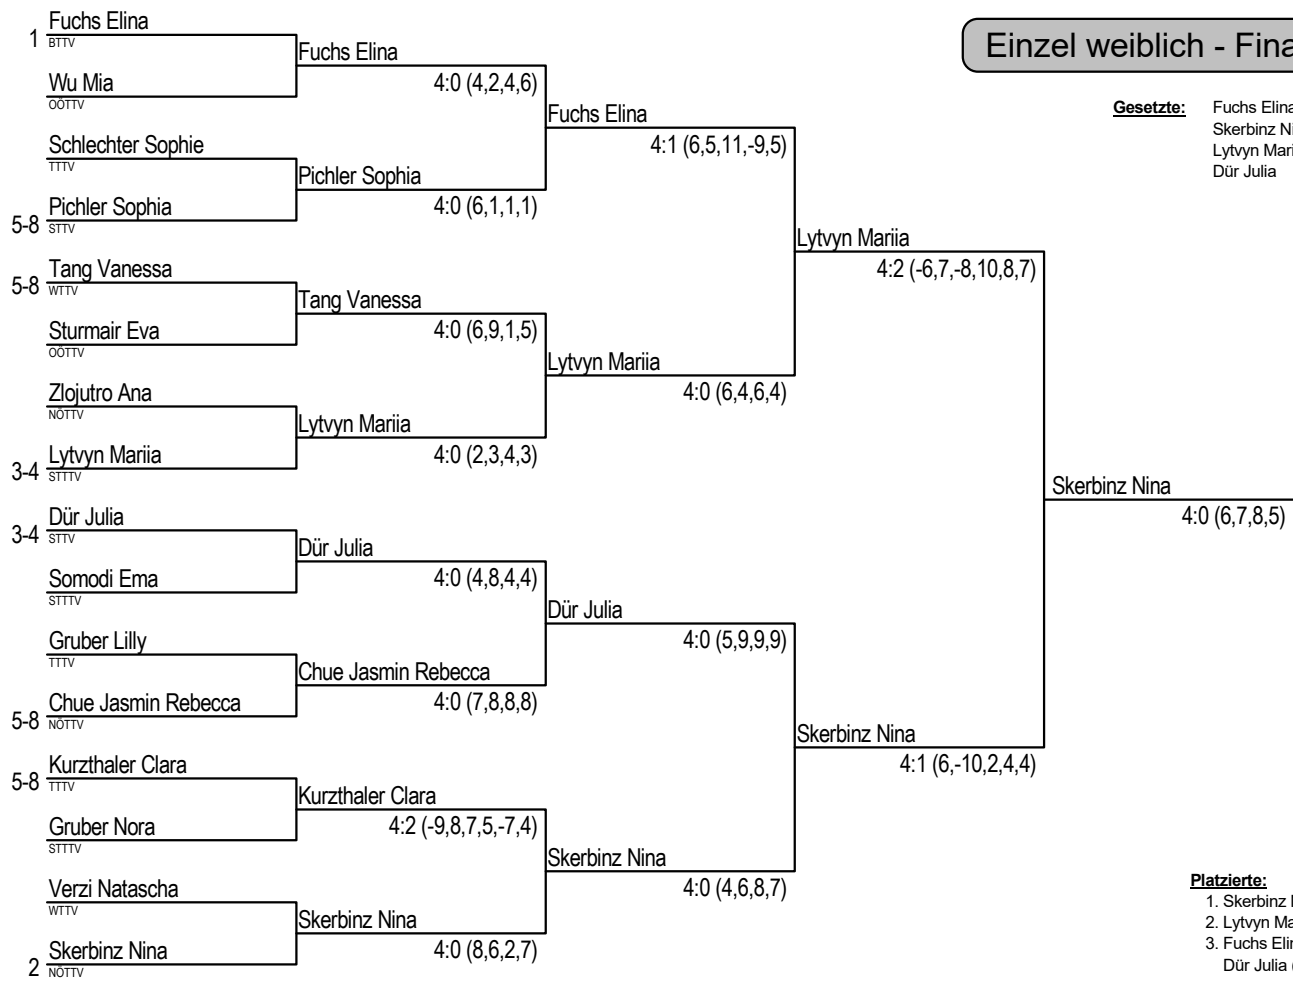 Einzel weiblich - Fina
Gesetzte: Fuchs Elina
Skerbinz Ni
Lytvyn Mari
Dür Julia
1 Fuchs Elina
BTTV
Wu Mia
OÖTTV
Schlechter Sophie
TTTV
5-8 Pichler Sophia
STTV
5-8 Tang Vanessa
WTTV
Sturmair Eva
OÖTTV
Zlojutro Ana
NÖTTV
3-4 Lytvyn Mariia
STTTV
3-4 Dür Julia
STTV
Somodi Ema
STTTV
Gruber Lilly
TTTV
5-8 Chue Jasmin Rebecca
NÖTTV
5-8 Kurzthaler Clara
TTTV
Gruber Nora
STTTV
Verzi Natascha
WTTV
2 Skerbinz Nina
NÖTTV
Fuchs Elina
4:0 (4,2,4,6)
Pichler Sophia
4:0 (6,1,1,1)
Tang Vanessa
4:0 (6,9,1,5)
Lytvyn Mariia
4:0 (2,3,4,3)
Dür Julia
4:0 (4,8,4,4)
Chue Jasmin Rebecca
4:0 (7,8,8,8)
Kurzthaler Clara
4:2 (-9,8,7,5,-7,4)
Skerbinz Nina
4:0 (8,6,2,7)
Fuchs Elina
4:1 (6,5,11,-9,5)
Lytvyn Mariia
4:0 (6,4,6,4)
Dür Julia
4:0 (5,9,9,9)
Skerbinz Nina
4:0 (4,6,8,7)
Lytvyn Mariia
4:2 (-6,7,-8,10,8,7)
Skerbinz Nina
4:1 (6,-10,2,4,4)
Skerbinz Nina
4:0 (6,7,8,5)
Platzierte:
1. Skerbinz
2. Lytvyn Ma
3. Fuchs Elin
Dür Julia (